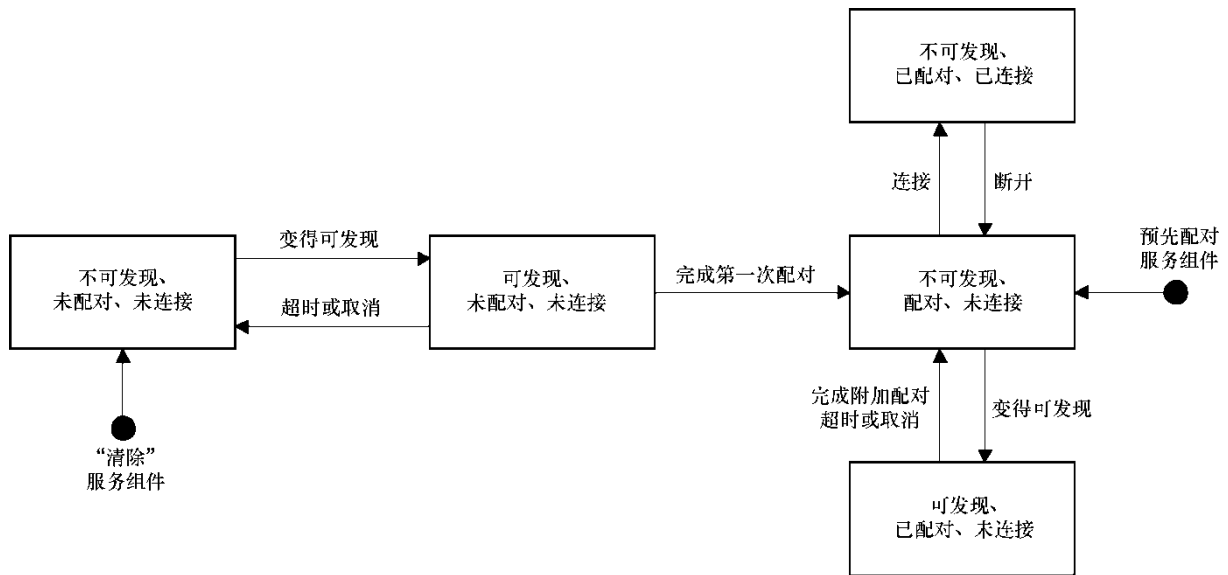 不可发现、
已配对、已连接
连接
断开
变得可发现
预先配对
服务组件
不可发现、
未配对、未连接
可发现、
未配对、未连接
完成第一次配对
不可发现、
配对、未连接
超时或取消
完成附加配对
超时或取消
变得可发现
“清除”
服务组件
可发现、
已配对、未连接